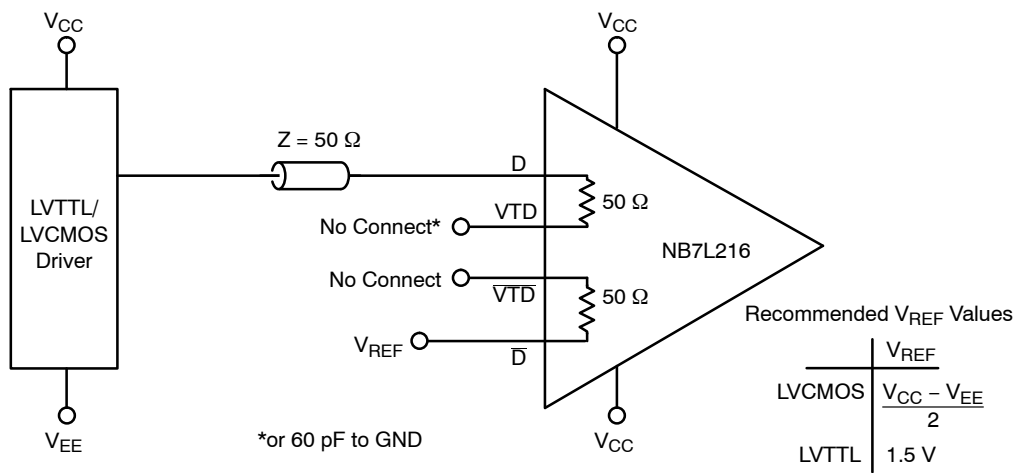 VCC
VCC
Z = 50 Ω
D
LVTTL/
LVCMOS
Driver
50 Ω
VTD
No Connect*
NB7L216
No Connect
VTD
50 Ω
Recommended VREF Values
VREF
D
VREF
LVCMOS
VCC – VEE
2
*or 60 pF to GND
VEE
VCC
LVTTL
1.5 V